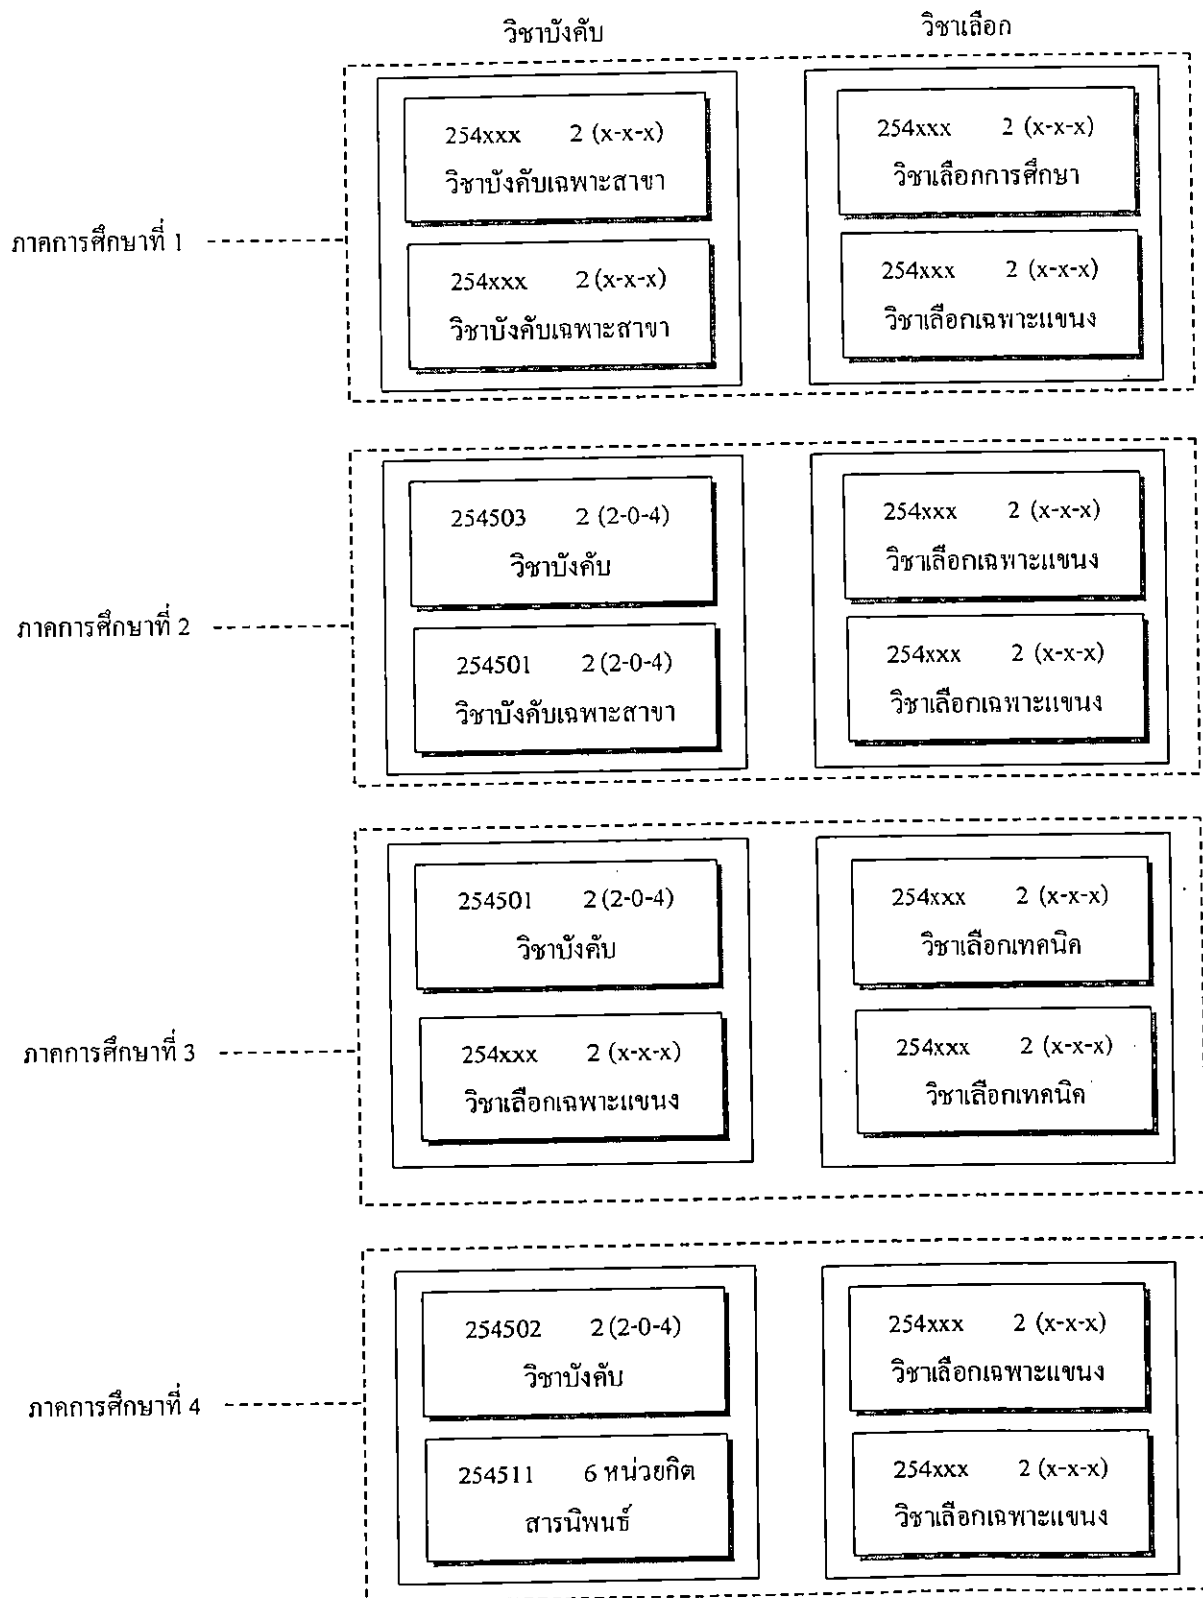 วิชาบังคับ
วิชาเลือก
ภาคการศึกษาที่ 1
254xxx 2 (x-x-x)
วิชาบังคับเฉพาะสาขา
254xxx 2 (x-x-x)
วิชาบังคับเฉพาะสาขา
254xxx 2 (x-x-x)
วิชาเลือกการศึกษา
254xxx 2 (x-x-x)
วิชาเลือกเฉพาะแขนง
ภาคการศึกษาที่ 2
254503 2 (2-0-4)
วิชาบังคับ
254501 2 (2-0-4)
วิชาบังคับเฉพาะสาขา
254xxx 2 (x-x-x)
วิชาเลือกเฉพาะแขนง
254xxx 2 (x-x-x)
วิชาเลือกเฉพาะแขนง
ภาคการศึกษาที่ 3
254501 2 (2-0-4)
วิชาบังคับ
254xxx 2 (x-x-x)
วิชาเลือกเฉพาะแขนง
254xxx 2 (x-x-x)
วิชาเลือกเทคนิค
254xxx 2 (x-x-x)
วิชาเลือกเทคนิค
ภาคการศึกษาที่ 4
254502 2 (2-0-4)
วิชาบังคับ
254511 6 หน่วยกิต
สารนิพนธ์
254xxx 2 (x-x-x)
วิชาเลือกเฉพาะแขนง
254xxx 2 (x-x-x)
วิชาเลือกเฉพาะแขนง